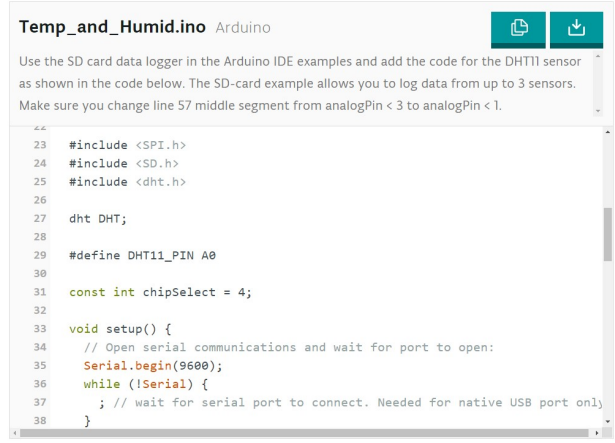 Temp_and_Humid.ino Arduino
Use the SD card data logger in the Arduino IDE examples and add the code for the DHT11 sensor
as shown in the code below. The SD-card example allows you to log data from up to 3 sensors.
Make sure you change line 57 middle segment from analogPin < 3 to analogPin < 1.
22
23 #include <SPI.h>
24 #include <SD.h>
25 #include <dht.h>
26
27 dht DHT;
28
29 #define DHT11_PIN A0
30
31 const int chipSelect = 4;
32
33 void setup() {
34 // Open serial communications and wait for port to open:
35 Serial.begin(9600);
36 while (!Serial) {
37 ; // wait for serial port to connect. Needed for native USB port only
38 }